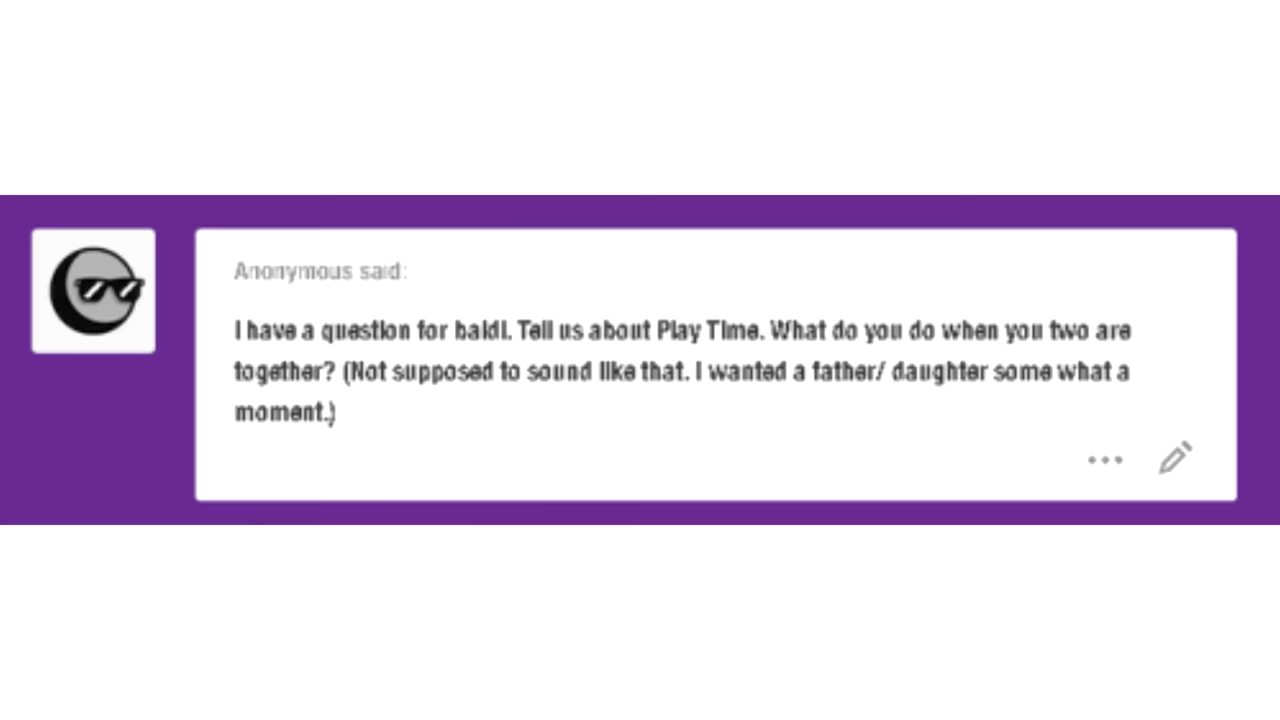 Anonymous said:
I have a question for baldi. Tell us about Play Time. What do you do when you two are
together? (Not supposed to sound like that. I wanted a father/ daughter some what a
moment.)